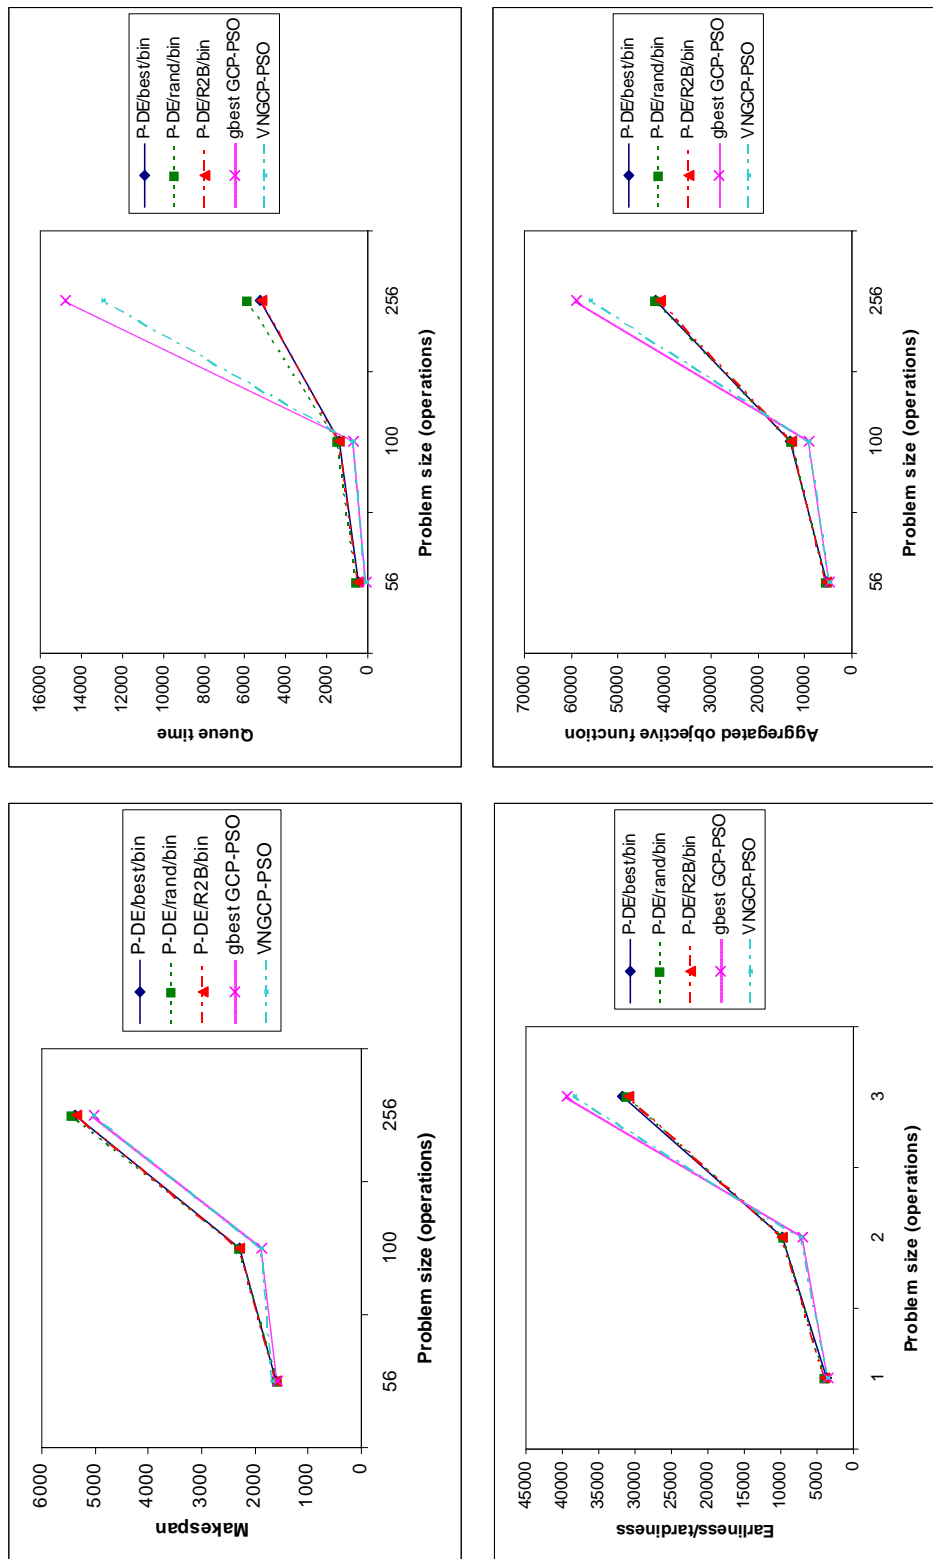 6000
5000
4000
3000
2000
1000
0
Makespan
56
100
256
Problem size (operations)
P-DE/best/bin
P-DE/rand/bin
P-DE/R2B/bin
gbest GCP-PSO
VNGCP-PSO
16000
14000
12000
10000
8000
6000
4000
2000
0
Queue time
56
100
256
Problem size (operations)
P-DE/best/bin
P-DE/rand/bin
P-DE/R2B/bin
gbest GCP-PSO
VNGCP-PSO
45000
40000
35000
30000
25000
20000
15000
10000
5000
0
Earliness/tardiness
1
2
3
Problem size (operations)
P-DE/best/bin
P-DE/rand/bin
P-DE/R2B/bin
gbest GCP-PSO
VNGCP-PSO
70000
60000
50000
40000
30000
20000
10000
0
Aggregated objective function
56
100
256
Problem size (operations)
P-DE/best/bin
P-DE/rand/bin
P-DE/R2B/bin
gbest GCP-PSO
VNGCP-PSO